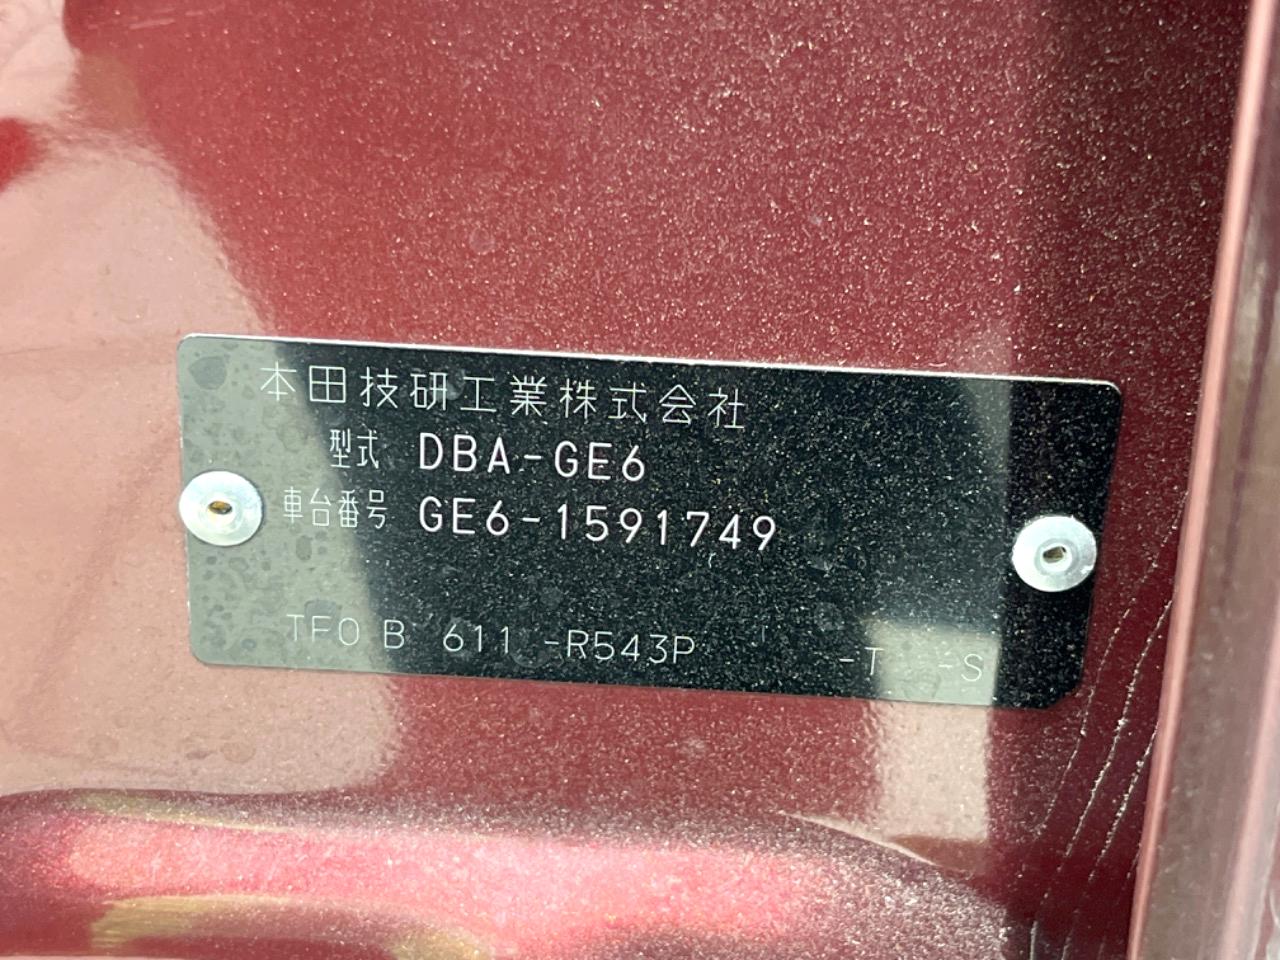 本田技研工業株式会社
型式 DBA-GE6
車台番号 GE6-1591749
TF0 B 611 -R543P -T -S